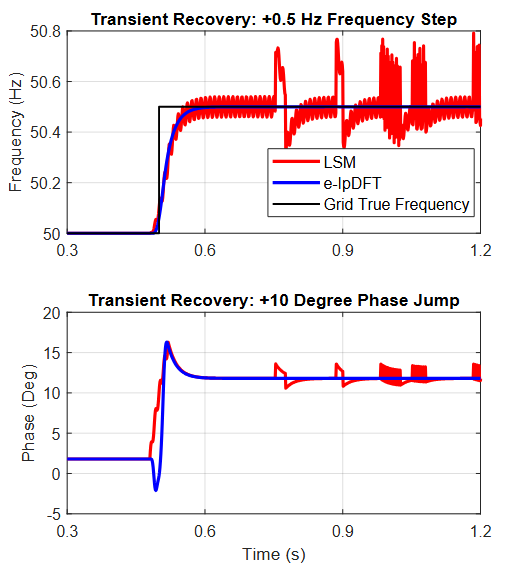 Transient Recovery: +0.5 Hz Frequency Step
50.8
50.6
50.4
50.2
50
Frequency (Hz)
LSM
e-IpDFT
Grid True Frequency
0.3
0.6
0.9
1.2
Transient Recovery: +10 Degree Phase Jump
20
15
10
5
0
-5
Phase (Deg)
0.3
0.6
0.9
1.2
Time (s)